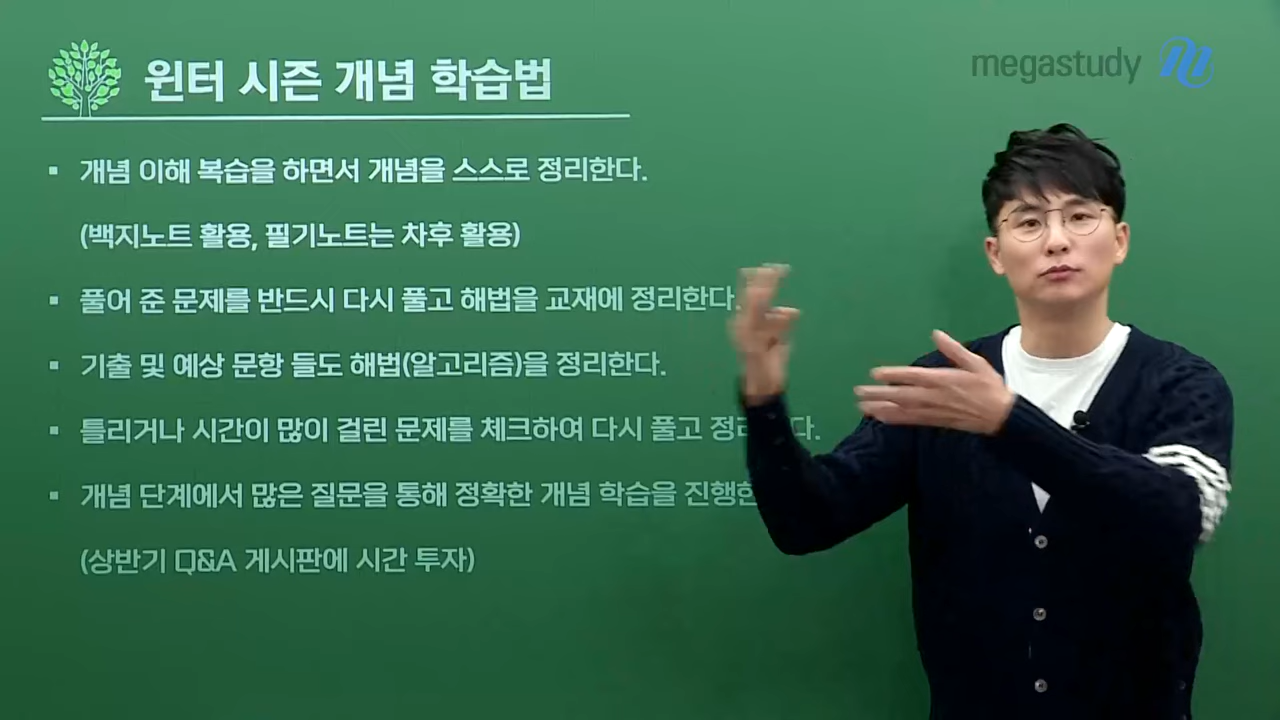 윈터 시즌 개념 학습법
megastudy
개념 이해 복습을 하면서 개념을 스스로 정리한다.
(백지노트 활용, 필기노트는 차후 활용)
풀어 준 문제를 반드시 다시 풀고 해법을 교재에 정리한다.
기출 및 예상 문항 들도 해법(알고리즘)을 정리한다.
틀리거나 시간이 많이 걸린 문제를 체크하여 다시 풀고
개념 단계에서 많은 질문을 통해 정확한 개념 학습을
(상반기 Q&A 게시판에 시간 투자)